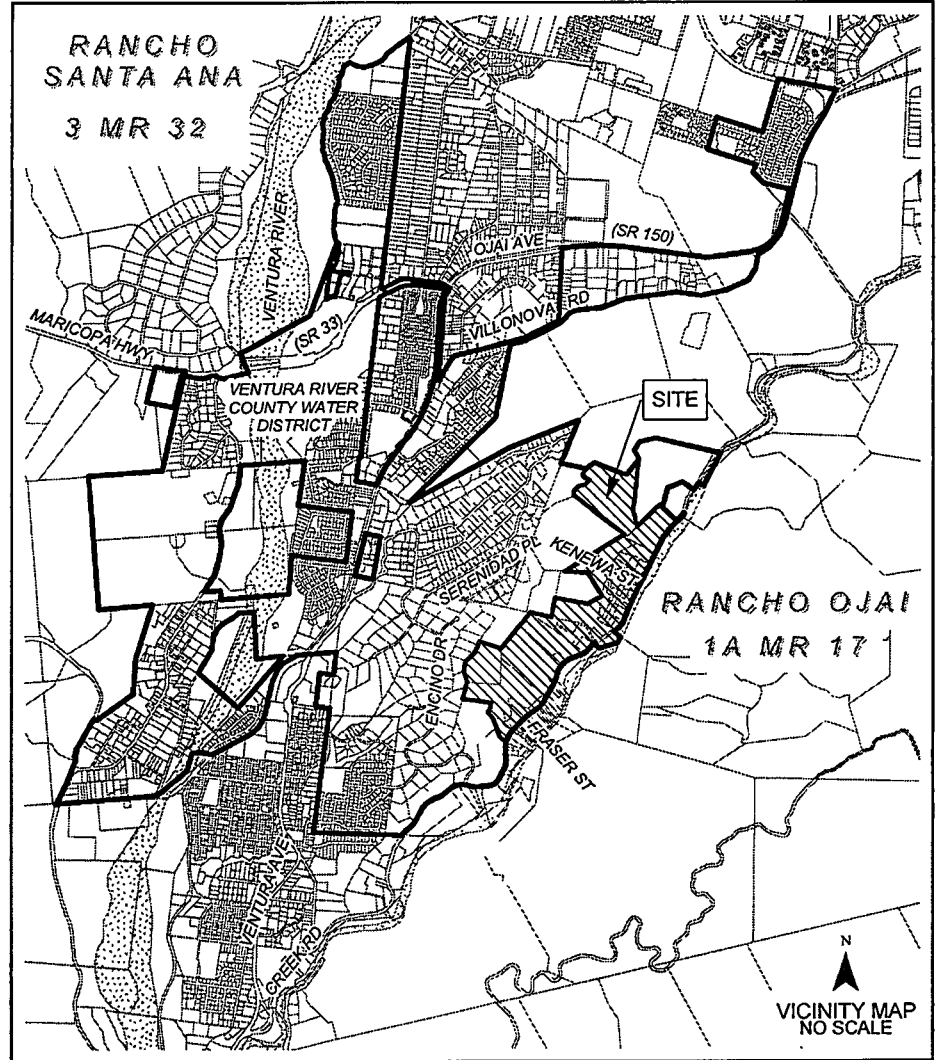 RANCHO
SANTA ANA
3 MR 32
VENTURA RIVER
OJAI AVE
(SR 150)
MARICOPA HWY
(SR 33)
VILLONOVA RD
VENTURA RIVER
COUNTY WATER
DISTRICT
SITE
SERENIDAD PL
KENEWA ST
RANCHO OJAI
1A MR 17
ENCINO DR
FRASER ST
VENTURA AVE
CREEK RD
N
VICINITY MAP
NO SCALE